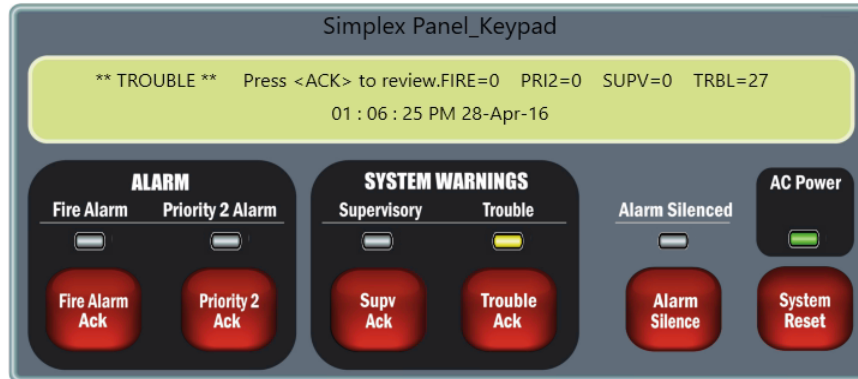 Simplex Panel_Keypad
** TROUBLE ** Press <ACK> to review.FIRE=0 PRI2=0 SUPV=0 TRBL=27
01 : 06 : 25 PM 28-Apr-16
ALARM
Fire Alarm Priority 2 Alarm
Fire Alarm
Ack
Priority 2
Ack
SYSTEM WARNINGS
Supervisory Trouble
Supv
Ack
Trouble
Ack
Alarm Silenced
Alarm
Silence
AC Power
System
Reset